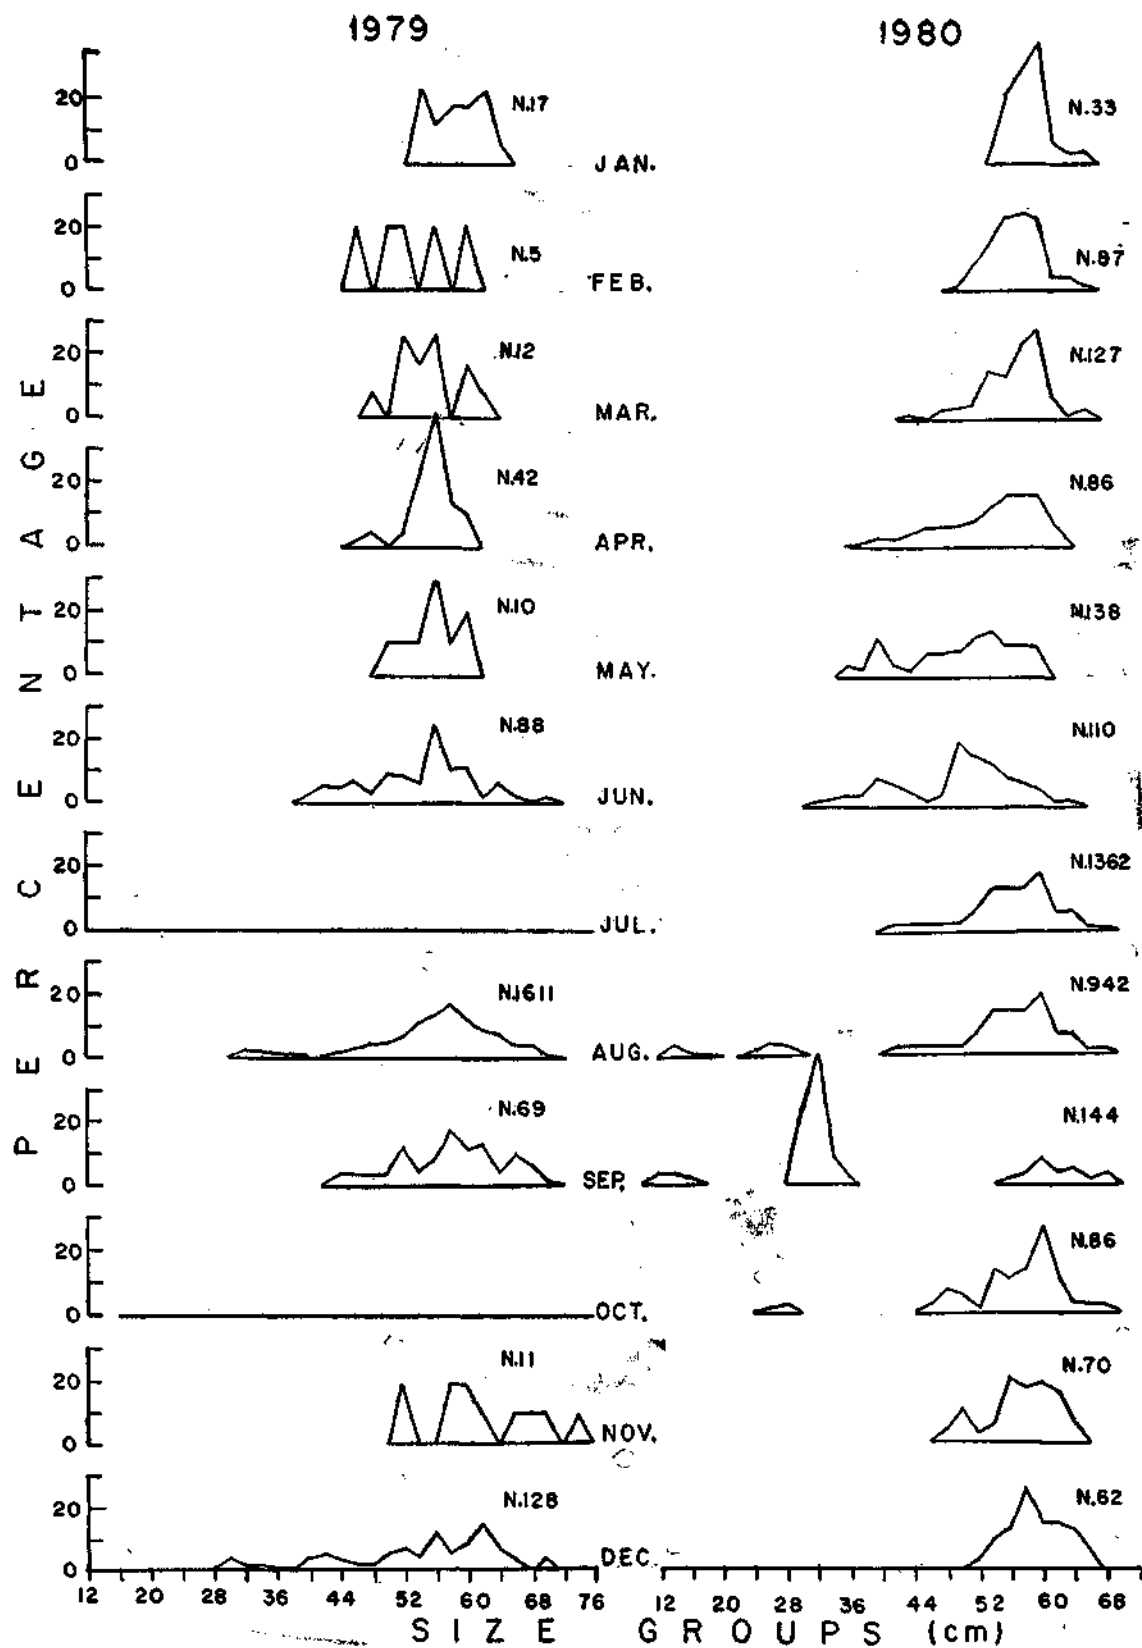 1979 1980
20
0
N.17
JAN.
N.33
20
0
N.5
FEB.
N.87
20
0
N.12
MAR.
N.127
20
0
N.42
APR.
N.86
20
0
N.10
MAY.
N.138
20
0
N.88
JUN.
N.110
20
0
JUL.
N.1362
20
0
N.1611
AUG.
N.942
20
0
N.69
SEP.
N.144
20
0
OCT.
N.86
20
0
N.11
NOV.
N.70
20
0
N.128
DEC
N.62
PERCENTAGE
12 20 28 36 44 52 60 68 76 12 20 28 36 52 60 68
SIZE GROUPS (cm)